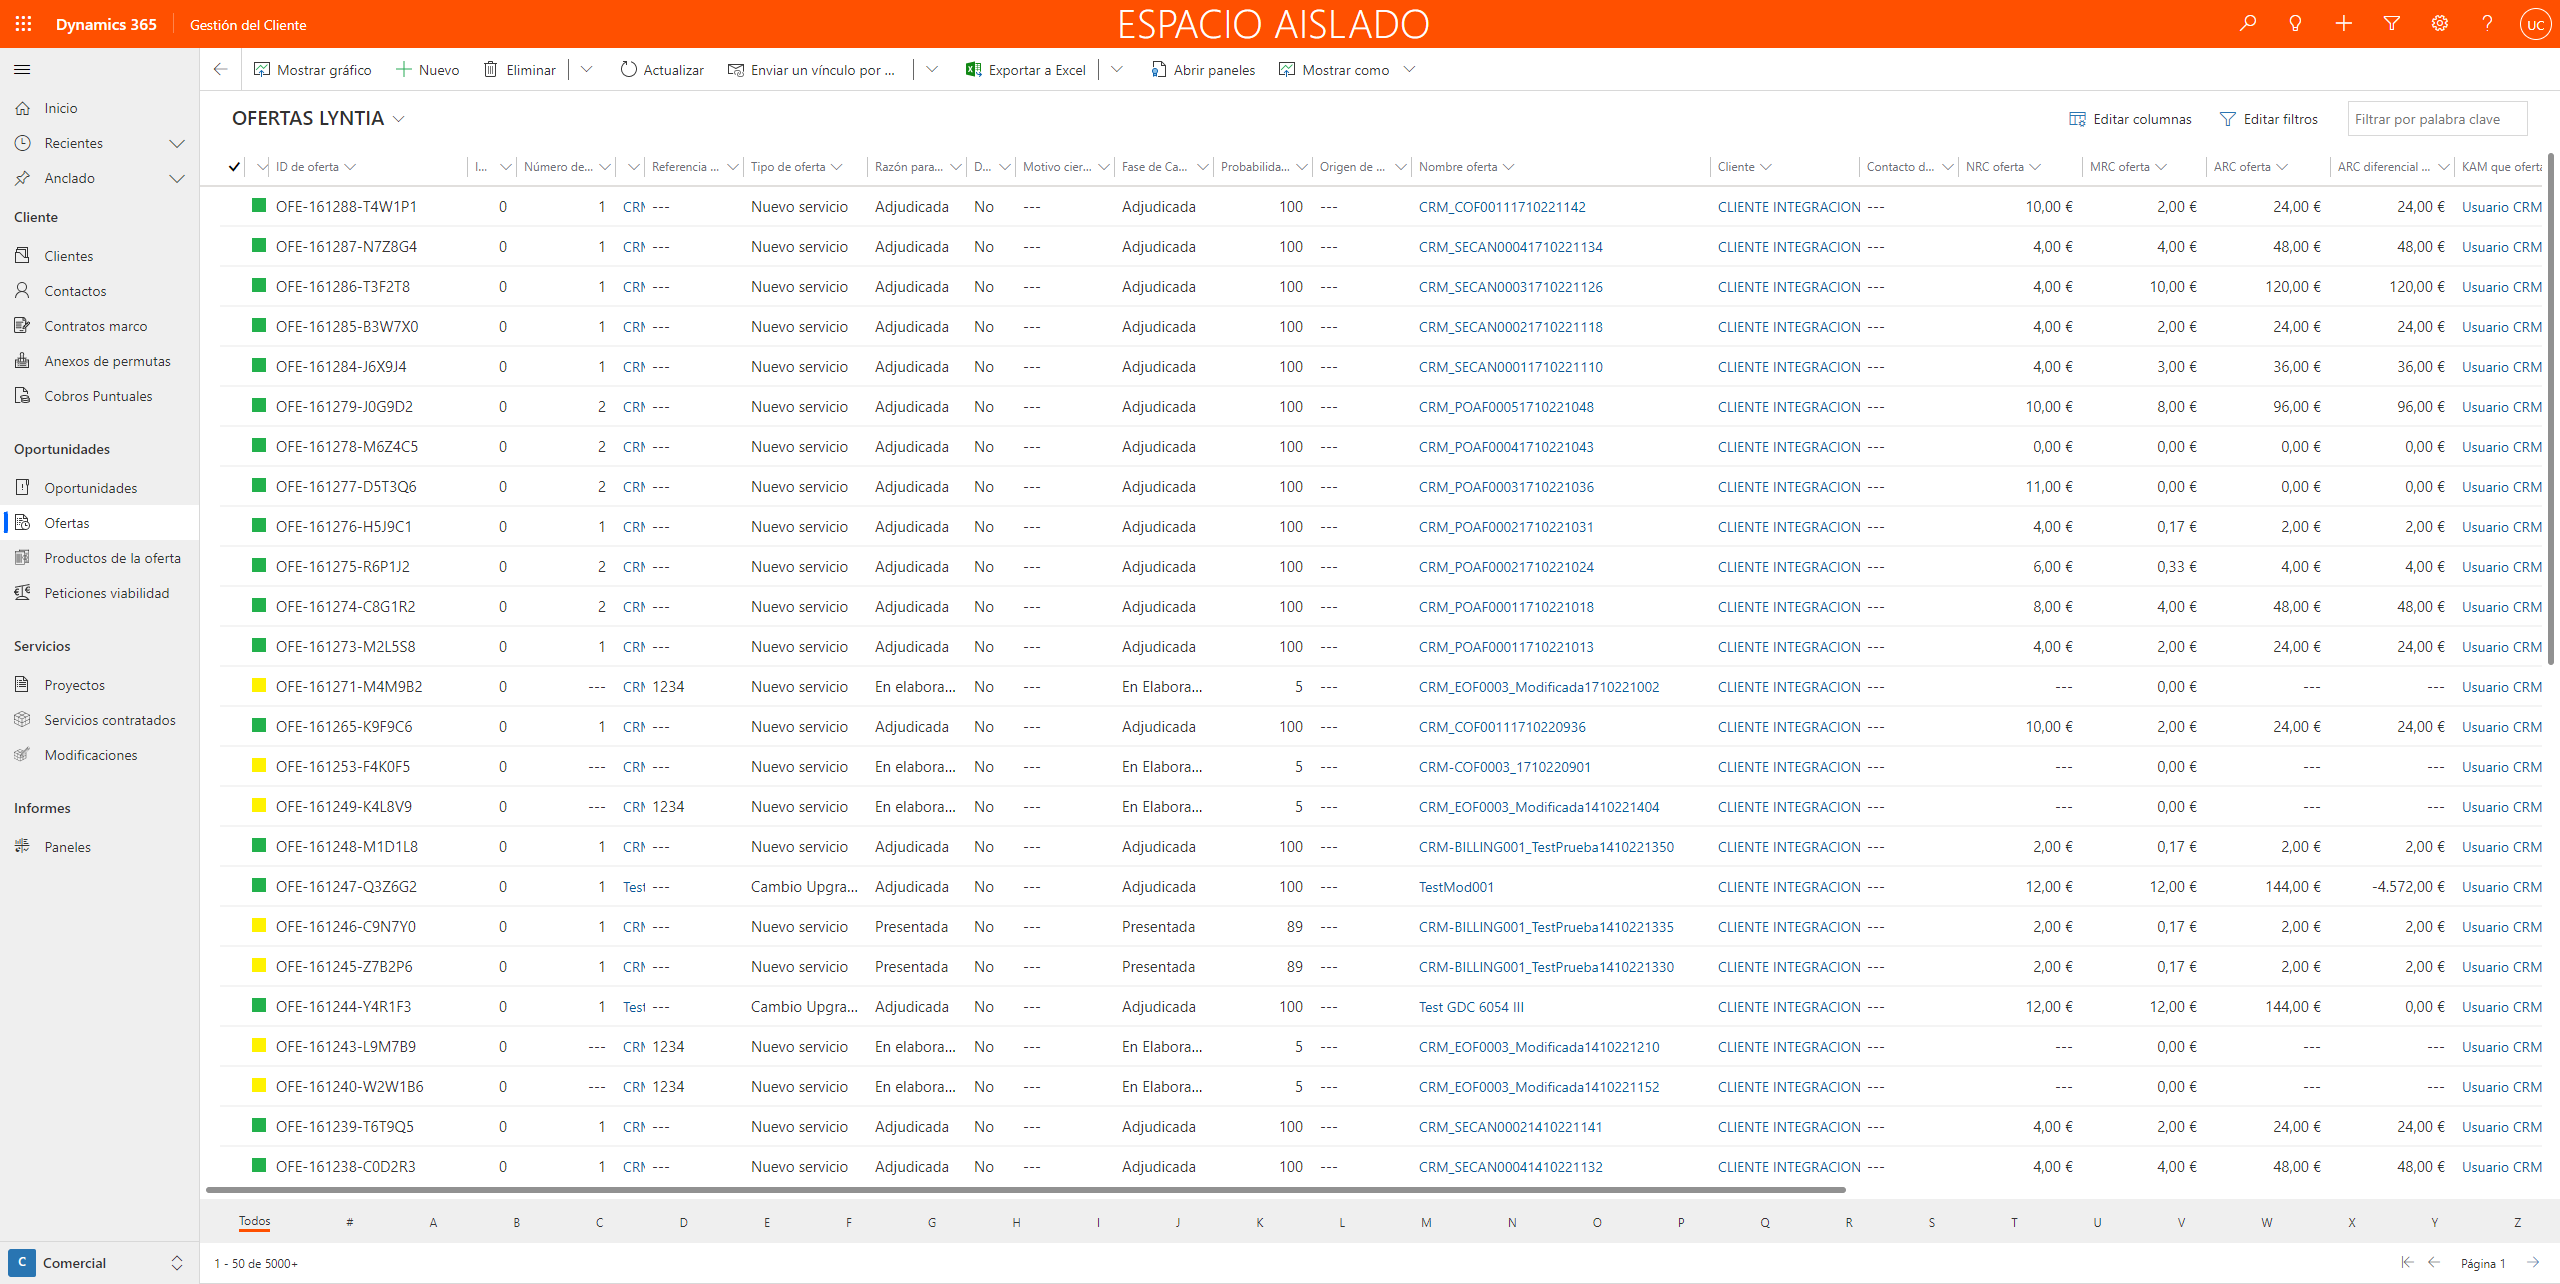 Dynamics 365 Gestión del Cliente ESPACIO AISLADO UC
Mostrar gráfico Nuevo Eliminar Actualizar Enviar un vínculo por ... Exportar a Excel Abrir paneles Mostrar como
Inicio
Recientes
Anclado
Cliente
Clientes
Contactos
Contratos marco
Anexos de permutas
Cobros Puntuales
Oportunidades
Oportunidades
Ofertas
Productos de la oferta
Peticiones viabilidad
Servicios
Proyectos
Servicios contratados
Modificaciones
Informes
Paneles
C Comercial
OFERTAS LYNTIA Editar columnas Editar filtros Filtrar por palabra clave
ID de oferta I... Número de... Referencia ... Tipo de oferta Razón para... D... Motivo cier... Fase de Ca... Probabilida... Origen de ... Nombre oferta Cliente Contacto d... NRC oferta MRC oferta ARC oferta ARC diferencial ... KAM que oferta
OFE-161288-T4W1P1 0 1 CRM --- Nuevo servicio Adjudicada No --- Adjudicada 100 --- CRM_COF00111710221142 CLIENTE INTEGRACION --- 10,00 € 2,00 € 24,00 € 24,00 € Usuario CRM
OFE-161287-N7Z8G4 0 1 CRM --- Nuevo servicio Adjudicada No --- Adjudicada 100 --- CRM_SECAN00041710221134 CLIENTE INTEGRACION --- 4,00 € 4,00 € 48,00 € 48,00 € Usuario CRM
OFE-161286-T3F2T8 0 1 CRM --- Nuevo servicio Adjudicada No --- Adjudicada 100 --- CRM_SECAN00031710221126 CLIENTE INTEGRACION --- 4,00 € 10,00 € 120,00 € 120,00 € Usuario CRM
OFE-161285-B3W7X0 0 1 CRM --- Nuevo servicio Adjudicada No --- Adjudicada 100 --- CRM_SECAN00021710221118 CLIENTE INTEGRACION --- 4,00 € 2,00 € 24,00 € 24,00 € Usuario CRM
OFE-161284-J6X9J4 0 1 CRM --- Nuevo servicio Adjudicada No --- Adjudicada 100 --- CRM_SECAN00011710221110 CLIENTE INTEGRACION --- 4,00 € 3,00 € 36,00 € 36,00 € Usuario CRM
OFE-161279-J0G9D2 0 2 CRM --- Nuevo servicio Adjudicada No --- Adjudicada 100 --- CRM_POAF00051710221048 CLIENTE INTEGRACION --- 10,00 € 8,00 € 96,00 € 96,00 € Usuario CRM
OFE-161278-M6Z4C5 0 2 CRM --- Nuevo servicio Adjudicada No --- Adjudicada 100 --- CRM_POAF00041710221043 CLIENTE INTEGRACION --- 0,00 € 0,00 € 0,00 € 0,00 € Usuario CRM
OFE-161277-D5T3Q6 0 2 CRM --- Nuevo servicio Adjudicada No --- Adjudicada 100 --- CRM_POAF00031710221036 CLIENTE INTEGRACION --- 11,00 € 0,00 € 0,00 € 0,00 € Usuario CRM
OFE-161276-H5J9C1 0 1 CRM --- Nuevo servicio Adjudicada No --- Adjudicada 100 --- CRM_POAF00021710221031 CLIENTE INTEGRACION --- 4,00 € 0,17 € 2,00 € 2,00 € Usuario CRM
OFE-161275-R6P1J2 0 2 CRM --- Nuevo servicio Adjudicada No --- Adjudicada 100 --- CRM_POAF00021710221024 CLIENTE INTEGRACION --- 6,00 € 0,33 € 4,00 € 4,00 € Usuario CRM
OFE-161274-C8G1R2 0 2 CRM --- Nuevo servicio Adjudicada No --- Adjudicada 100 --- CRM_POAF00011710221018 CLIENTE INTEGRACION --- 8,00 € 4,00 € 48,00 € 48,00 € Usuario CRM
OFE-161273-M2L5S8 0 1 CRM --- Nuevo servicio Adjudicada No --- Adjudicada 100 --- CRM_POAF00011710221013 CLIENTE INTEGRACION --- 4,00 € 2,00 € 24,00 € 24,00 € Usuario CRM
OFE-161271-M4M9B2 0 --- CRM 1234 Nuevo servicio En elabora... No --- En Elabora... 5 --- CRM_EOF0003_Modificada1710221002 CLIENTE INTEGRACION --- --- 0,00 € --- --- Usuario CRM
OFE-161265-K9F9C6 0 1 CRM --- Nuevo servicio Adjudicada No --- Adjudicada 100 --- CRM_COF00111710220936 CLIENTE INTEGRACION --- 10,00 € 2,00 € 24,00 € 24,00 € Usuario CRM
OFE-161253-F4K0F5 0 --- CRM --- Nuevo servicio En elabora... No --- En Elabora... 5 --- CRM-COF0003_1710220901 CLIENTE INTEGRACION --- --- 0,00 € --- --- Usuario CRM
OFE-161249-K4L8V9 0 --- CRM 1234 Nuevo servicio En elabora... No --- En Elabora... 5 --- CRM_EOF0003_Modificada1410221404 CLIENTE INTEGRACION --- --- 0,00 € --- --- Usuario CRM
OFE-161248-M1D1L8 0 1 CRM --- Nuevo servicio Adjudicada No --- Adjudicada 100 --- CRM-BILLING001_TestPrueba1410221350 CLIENTE INTEGRACION --- 2,00 € 0,17 € 2,00 € 2,00 € Usuario CRM
OFE-161247-Q3Z6G2 0 1 Test --- Cambio Upgra... Adjudicada No --- Adjudicada 100 --- TestMod001 CLIENTE INTEGRACION --- 12,00 € 12,00 € 144,00 € -4.572,00 € Usuario CRM
OFE-161246-C9N7Y0 0 1 CRM --- Nuevo servicio Presentada No --- Presentada 89 --- CRM-BILLING001_TestPrueba1410221335 CLIENTE INTEGRACION --- 2,00 € 0,17 € 2,00 € 2,00 € Usuario CRM
OFE-161245-Z7B2P6 0 1 CRM --- Nuevo servicio Presentada No --- Presentada 89 --- CRM-BILLING001_TestPrueba1410221330 CLIENTE INTEGRACION --- 2,00 € 0,17 € 2,00 € 2,00 € Usuario CRM
OFE-161244-Y4R1F3 0 1 Test --- Cambio Upgra... Adjudicada No --- Adjudicada 100 --- Test GDC 6054 III CLIENTE INTEGRACION --- 12,00 € 12,00 € 144,00 € 0,00 € Usuario CRM
OFE-161243-L9M7B9 0 --- CRM 1234 Nuevo servicio En elabora... No --- En Elabora... 5 --- CRM_EOF0003_Modificada1410221210 CLIENTE INTEGRACION --- --- 0,00 € --- --- Usuario CRM
OFE-161240-W2W1B6 0 --- CRM 1234 Nuevo servicio En elabora... No --- En Elabora... 5 --- CRM_EOF0003_Modificada1410221152 CLIENTE INTEGRACION --- --- 0,00 € --- --- Usuario CRM
OFE-161239-T6T9Q5 0 1 CRM --- Nuevo servicio Adjudicada No --- Adjudicada 100 --- CRM_SECAN00021410221141 CLIENTE INTEGRACION --- 4,00 € 2,00 € 24,00 € 24,00 € Usuario CRM
OFE-161238-C0D2R3 0 1 CRM --- Nuevo servicio Adjudicada No --- Adjudicada 100 --- CRM_SECAN00041410221132 CLIENTE INTEGRACION --- 4,00 € 4,00 € 48,00 € 48,00 € Usuario CRM
Todos # A B C D E F G H I J K L M N O P Q R S T U V W X Y Z
1 - 50 de 5000+ Página 1